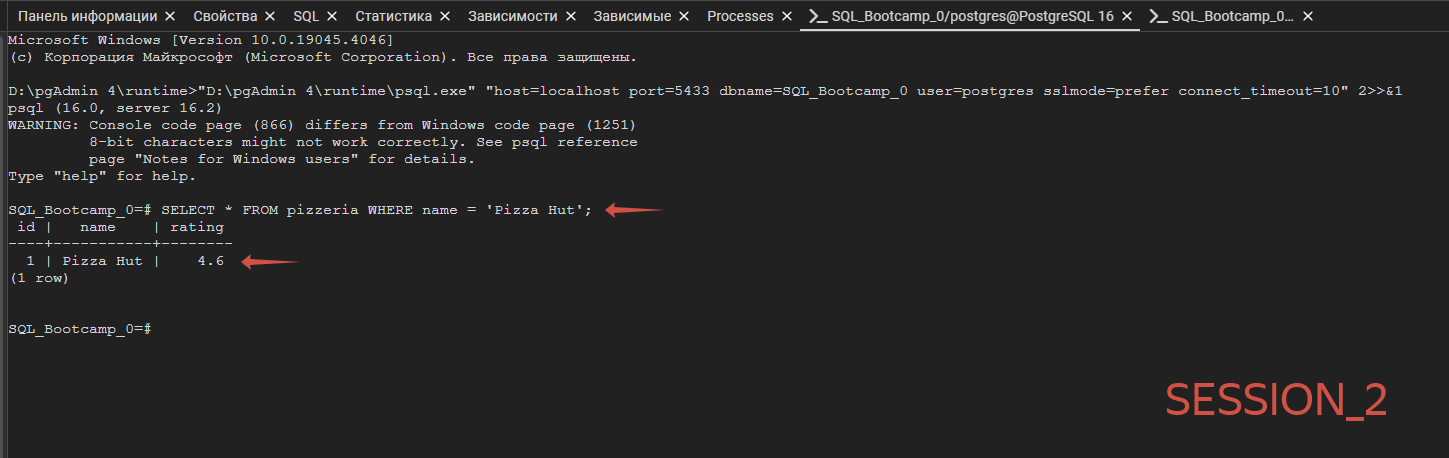 Панель информации × Свойства × SQL × Статистика × Зависимости × Зависимые × Processes × SQL_Bootcamp_0/postgres@PostgreSQL 16 × SQL_Bootcamp_0... ×
Microsoft Windows [Version 10.0.19045.4046]
(c) Корпорация Майкрософт (Microsoft Corporation). Все права защищены.
D:\pgAdmin 4\runtime>"D:\pgAdmin 4\runtime\psql.exe" "host=localhost port=5433 dbname=SQL_Bootcamp_0 user=postgres sslmode=prefer connect_timeout=10" 2>>&1
psql (16.0, server 16.2)
WARNING: Console code page (866) differs from Windows code page (1251)
         8-bit characters might not work correctly. See psql reference
         page "Notes for Windows users" for details.
Type "help" for help.
SQL_Bootcamp_0=# SELECT * FROM pizzeria WHERE name = 'Pizza Hut';
 id |   name    | rating
----+-----------+--------
  1 | Pizza Hut |    4.6
(1 row)
SQL_Bootcamp_0=#
SESSION_2